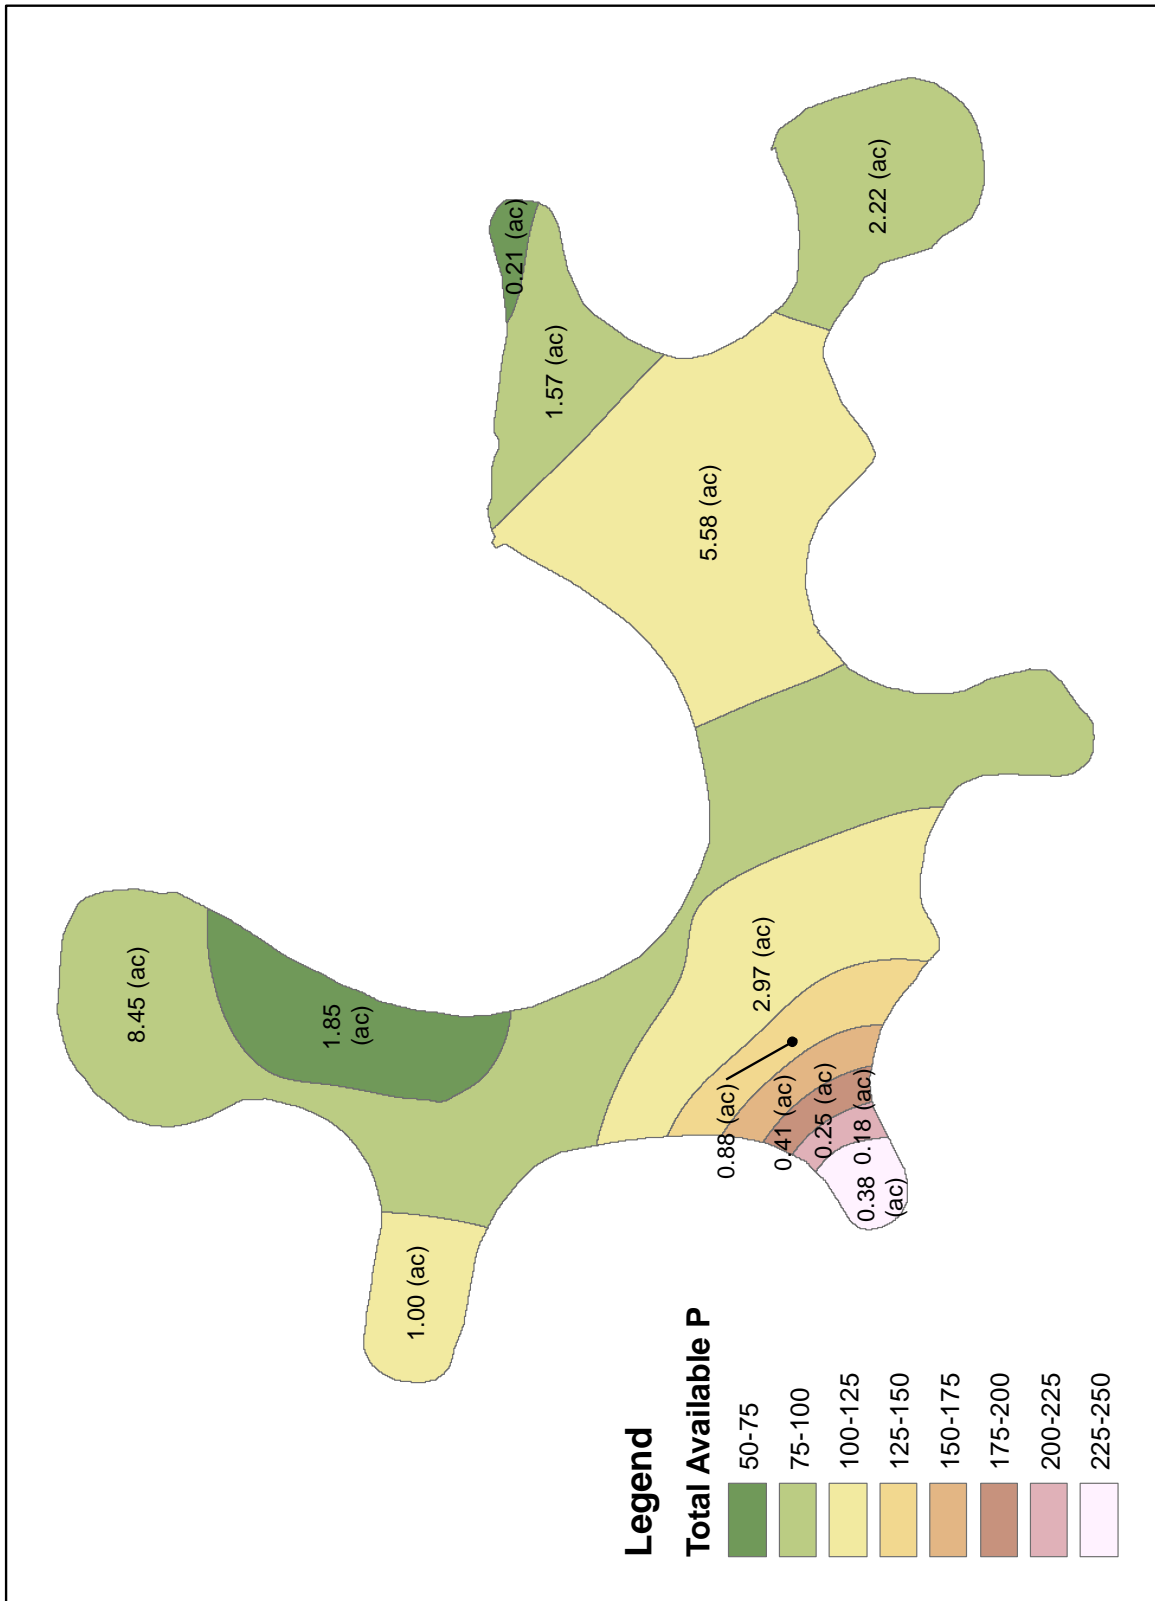 8.45 (ac)
1.85
(ac)
1.00 (ac)
0.21 (ac)
1.57 (ac)
5.58 (ac)
2.22 (ac)
2.97 (ac)
0.88 (ac)
0.41 (ac)
0.25 (ac)
0.18 (ac)
0.38
(ac)
Legend
Total Available P
50-75
75-100
100-125
125-150
150-175
175-200
200-225
225-250